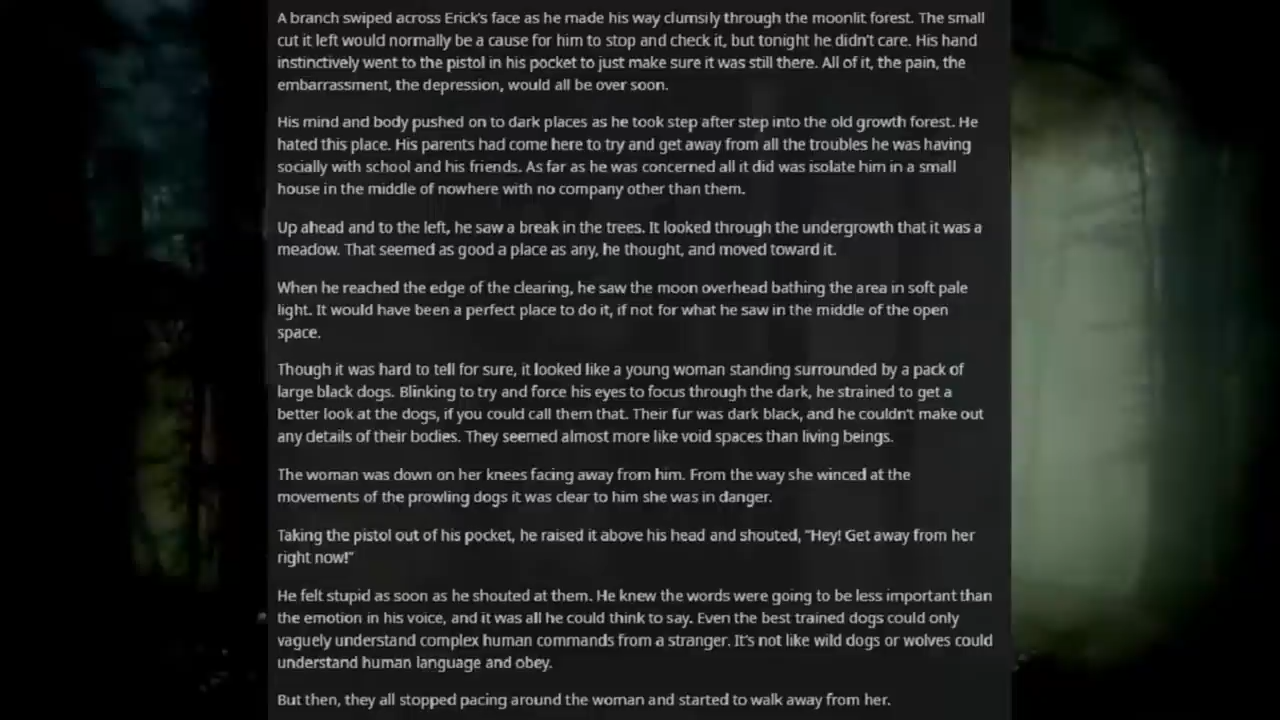 A branch swiped across Erick's face as he made his way clumsily through the moonlit forest. The small
cut it left would normally be a cause for him to stop and check it, but tonight he didn't care. His hand
instinctively went to the pistol in his pocket to just make sure it was still there. All of it, the pain, the
embarrassment, the depression, would all be over soon.
His mind and body pushed on to dark places as he took step after step into the old growth forest. He
hated this place. His parents had come here to try and get away from all the troubles he was having
socially with school and his friends. As far as he was concerned all it did was isolate him in a small
house in the middle of nowhere with no company other than them.
Up ahead and to the left, he saw a break in the trees. It looked through the undergrowth that it was a
meadow. That seemed as good a place as any, he thought, and moved toward it.
When he reached the edge of the clearing, he saw the moon overhead bathing the area in soft pale
light. It would have been a perfect place to do it, if not for what he saw in the middle of the open
space.
Though it was hard to tell for sure, it looked like a young woman standing surrounded by a pack of
large black dogs. Blinking to try and force his eyes to focus through the dark, he strained to get a
better look at the dogs, if you could call them that. Their fur was dark black, and he couldn't make out
any details of their bodies. They seemed almost more like void spaces than living beings.
The woman was down on her knees facing away from him. From the way she winced at the
movements of the prowling dogs it was clear to him she was in danger.
Taking the pistol out of his pocket, he raised it above his head and shouted, "Hey! Get away from her
right now!"
He felt stupid as soon as he shouted at them. He knew the words were going to be less important than
the emotion in his voice, and it was all he could think to say. Even the best trained dogs could only
vaguely understand complex human commands from a stranger. It's not like wild dogs or wolves could
understand human language and obey.
But then, they all stopped pacing around the woman and started to walk away from her.